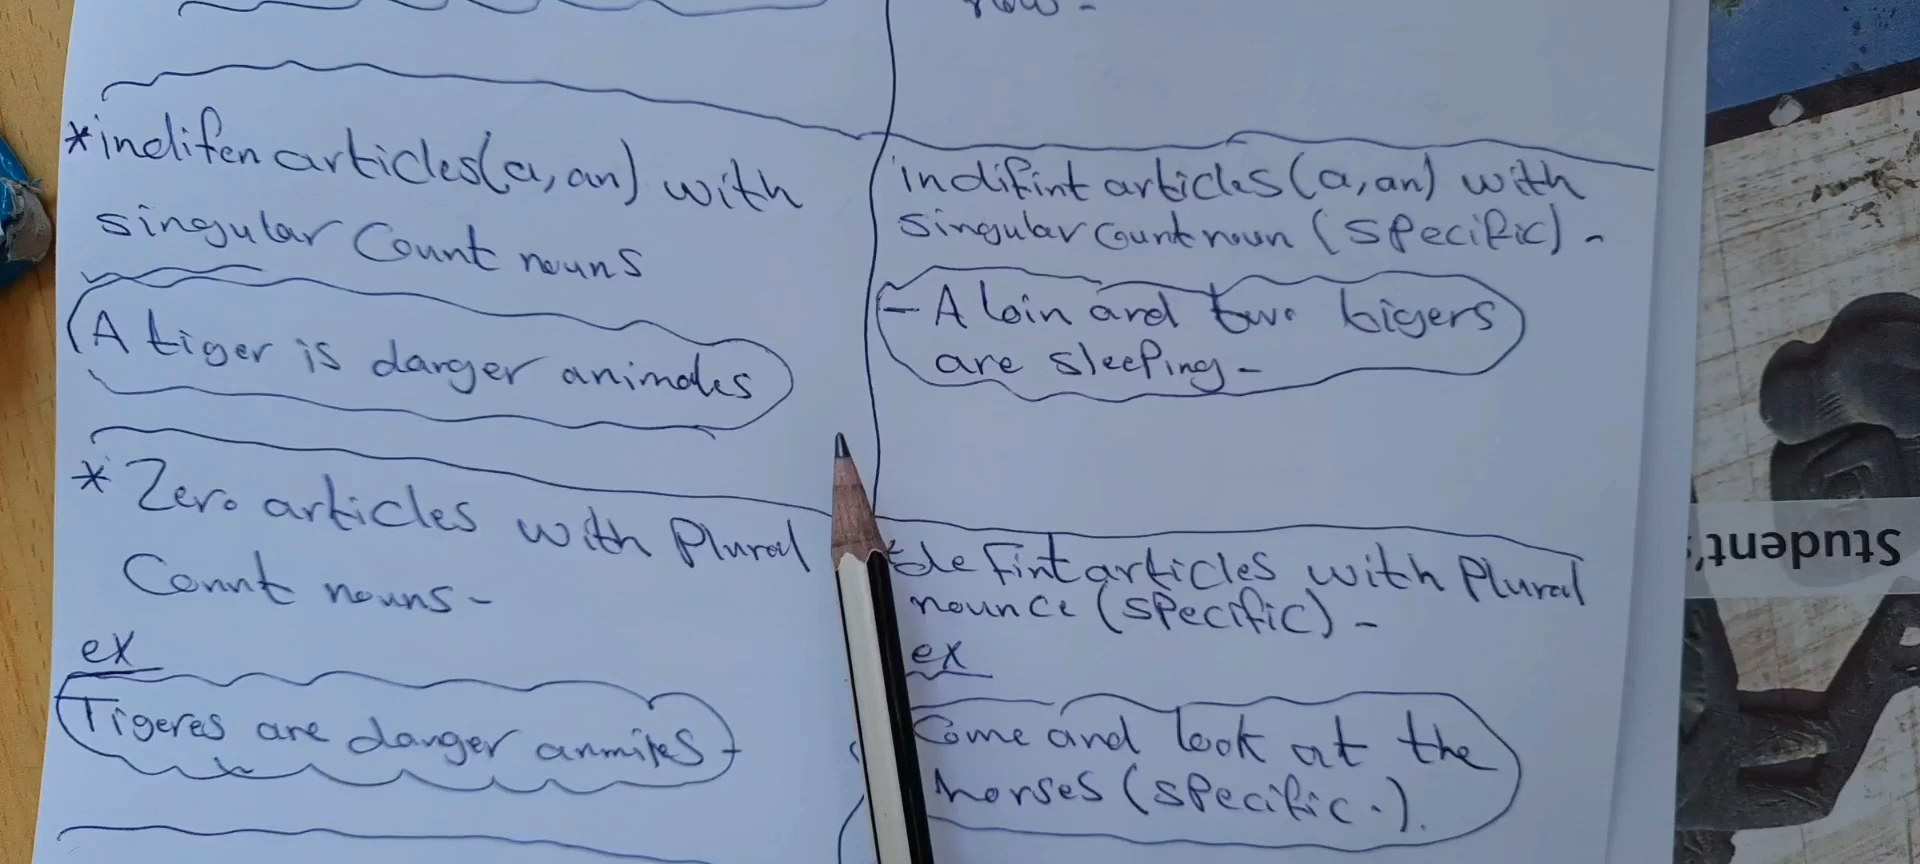 *indifen articles(a, an) with
singular Count nouns
A tiger is danger animales
* Zero articles with Plural
Count nouns-
ex
Tigeres are danger anmiles
indifint articles (a, an) with
singular count noun (specific) -
- A loin and two tigers
are sleeping -
defint articles with plural
nounce (specific) -
ex
Come and look at the
horses (specific.).
Student's